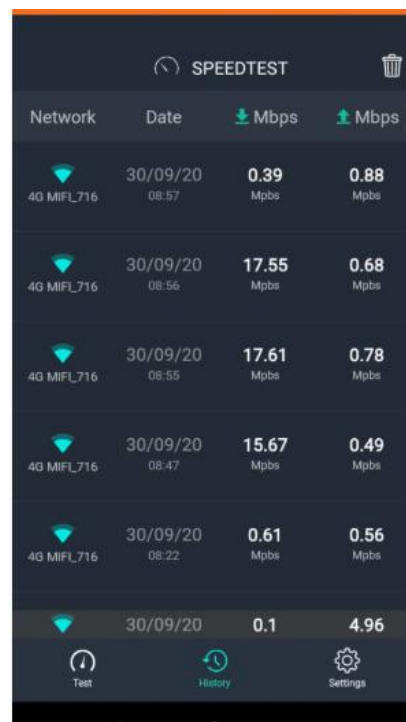 SPEEDTEST
Network Date Mbps Mbps
30/09/20 0.39 0.88
4G MIFI_716 08:57 Mpbs Mpbs
30/09/20 17.55 0.68
4G MIFI_716 08:56 Mpbs Mpbs
30/09/20 17.61 0.78
4G MIFI_716 08:55 Mpbs Mpbs
30/09/20 15.67 0.49
4G MIFI_716 08:47 Mpbs Mpbs
30/09/20 0.61 0.56
4G MIFI_716 08:22 Mpbs Mpbs
30/09/20 0.1 4.96
Test History Settings